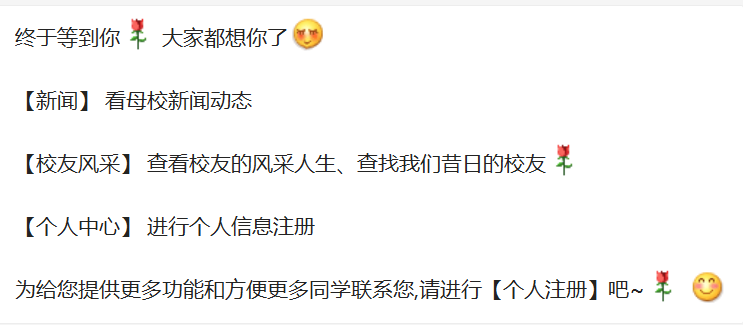 终于等到你🌹 大家都想你了😍
【新闻】 看母校新闻动态
【校友风采】 查看校友的风采人生、查找我们昔日的校友🌹
【个人中心】 进行个人信息注册
为给您提供更多功能和方便更多同学联系您,请进行【个人注册】吧~🌹 😊